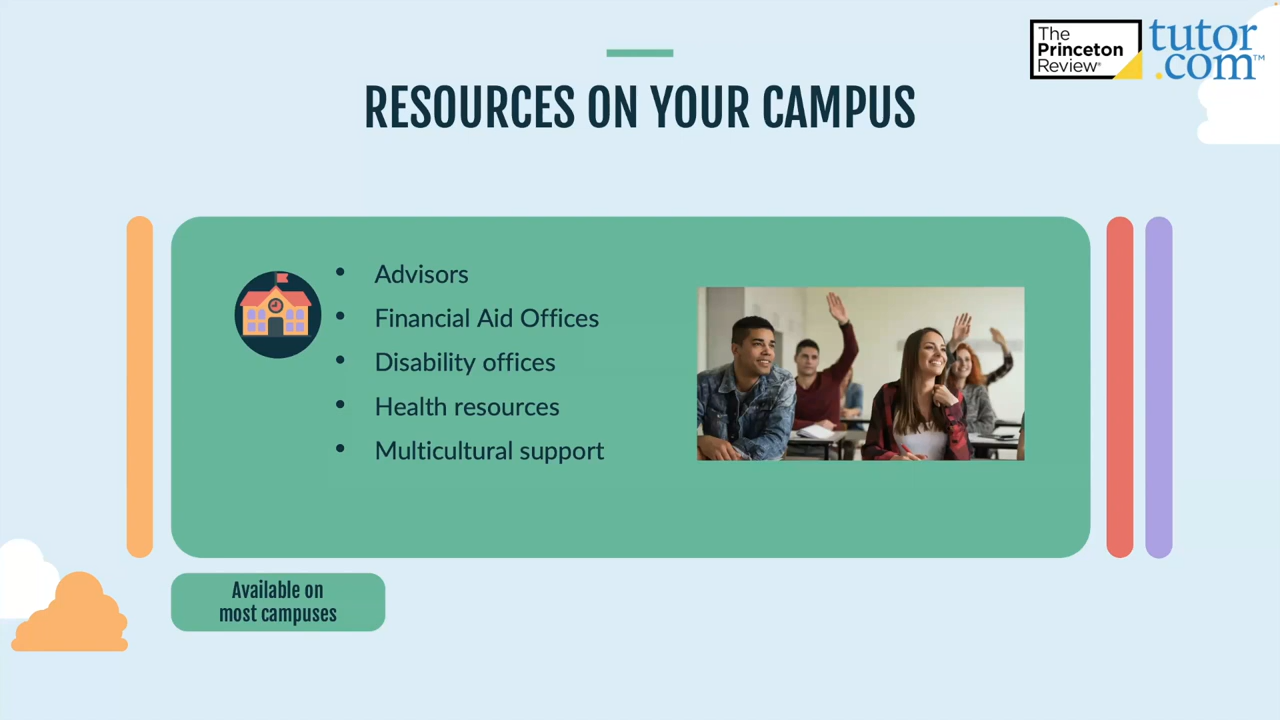 The
Princeton
Review®
tutor
.com™
RESOURCES ON YOUR CAMPUS
• Advisors
• Financial Aid Offices
• Disability offices
• Health resources
• Multicultural support
Available on
most campuses